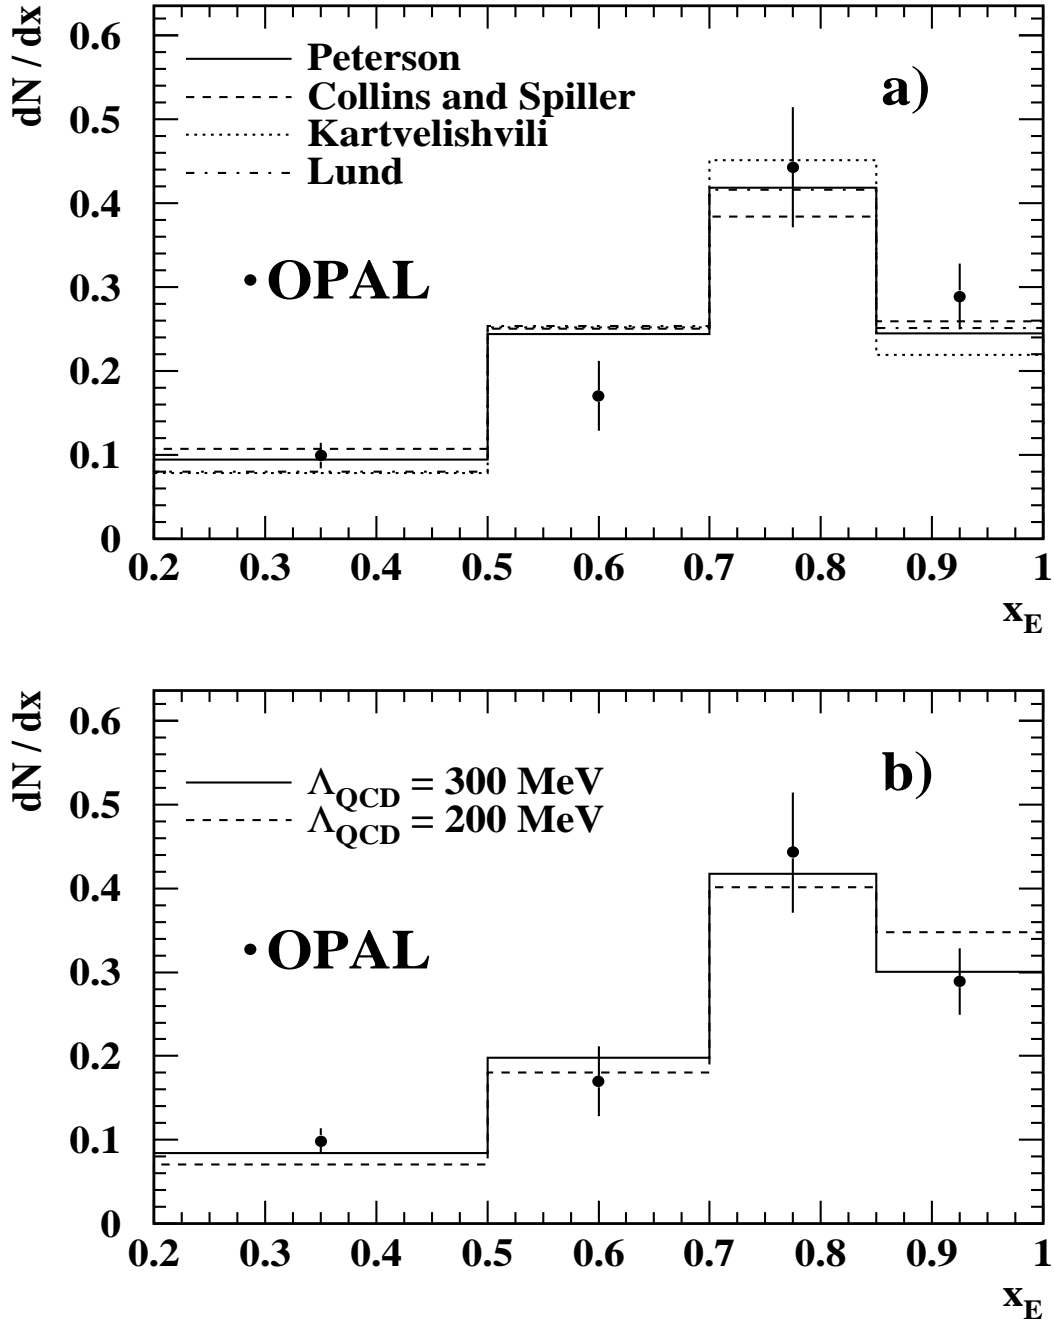 dN / dx
0.6
0.5
0.4
0.3
0.2
0.1
0
Peterson
Collins and Spiller
Kartvelishvili
Lund
a)
OPAL
0.2 0.3 0.4 0.5 0.6 0.7 0.8 0.9 1
x_E
dN / dx
0.6
0.5
0.4
0.3
0.2
0.1
0
Λ_QCD = 300 MeV
Λ_QCD = 200 MeV
b)
OPAL
0.2 0.3 0.4 0.5 0.6 0.7 0.8 0.9 1
x_E